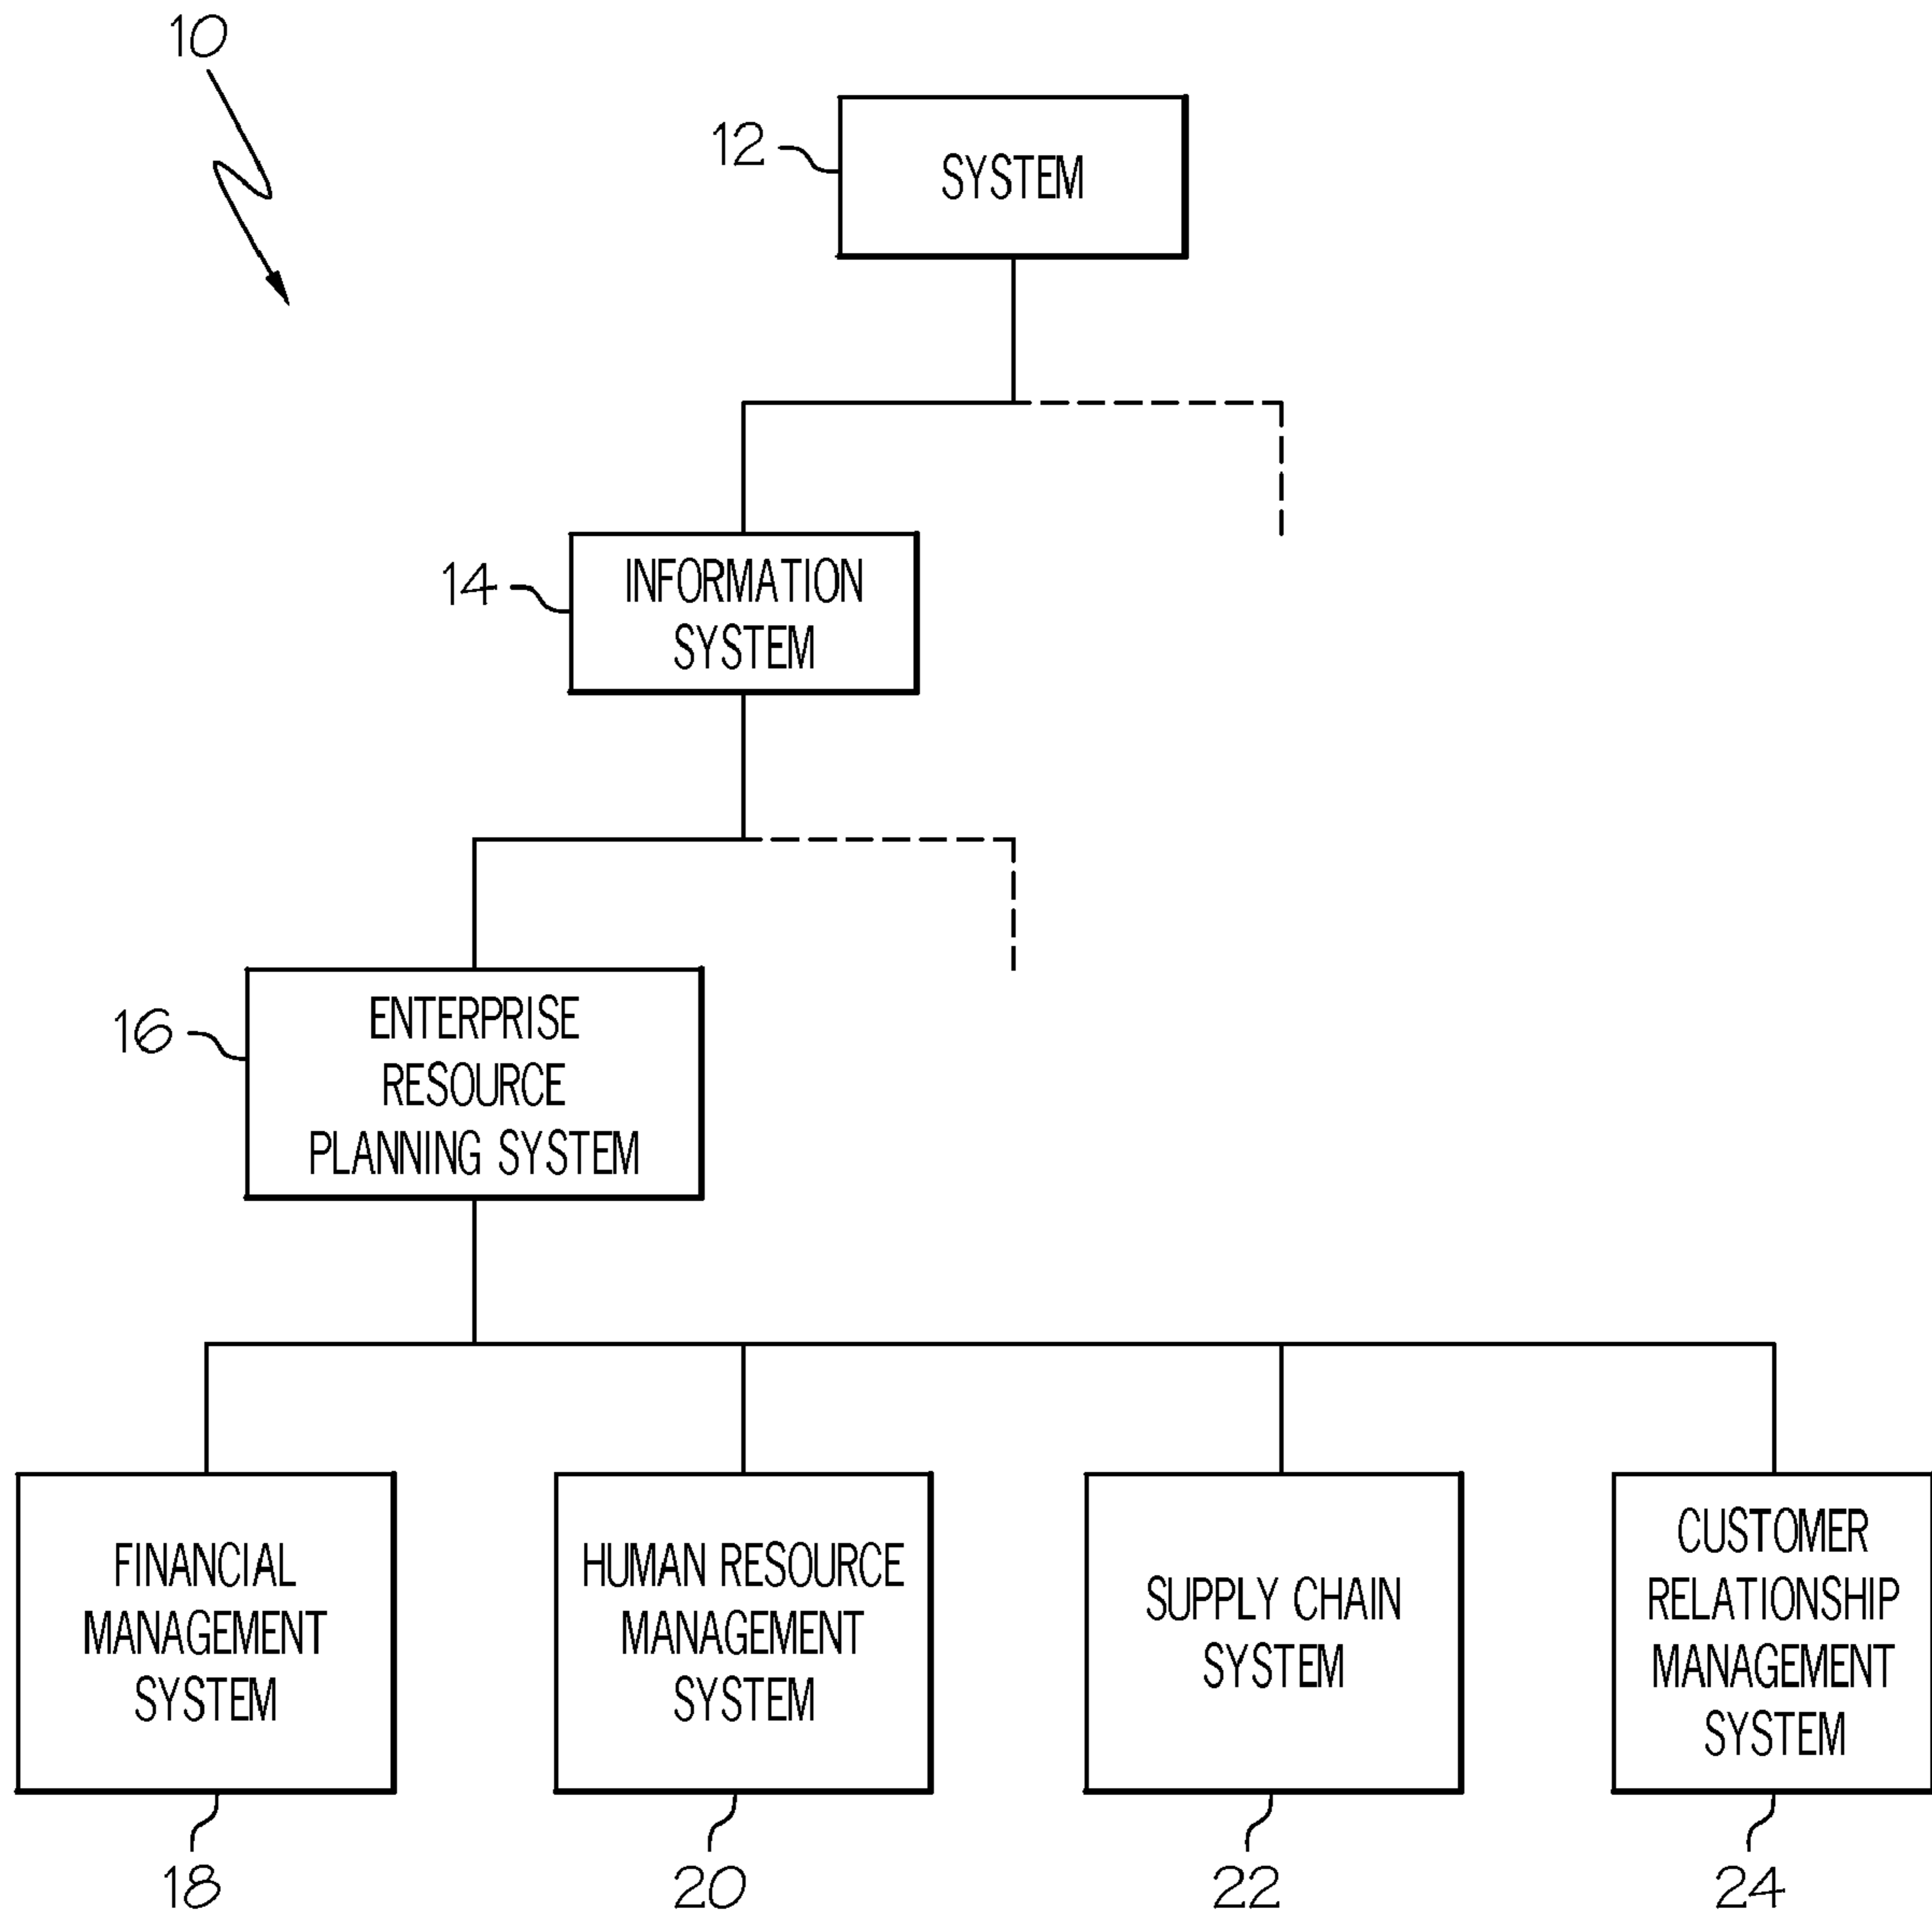 10
12
SYSTEM
14
INFORMATION
SYSTEM
16
ENTERPRISE
RESOURCE
PLANNING SYSTEM
FINANCIAL
MANAGEMENT
SYSTEM
HUMAN RESOURCE
MANAGEMENT
SYSTEM
SUPPLY CHAIN
SYSTEM
CUSTOMER
RELATIONSHIP
MANAGEMENT
SYSTEM
18
20
22
24